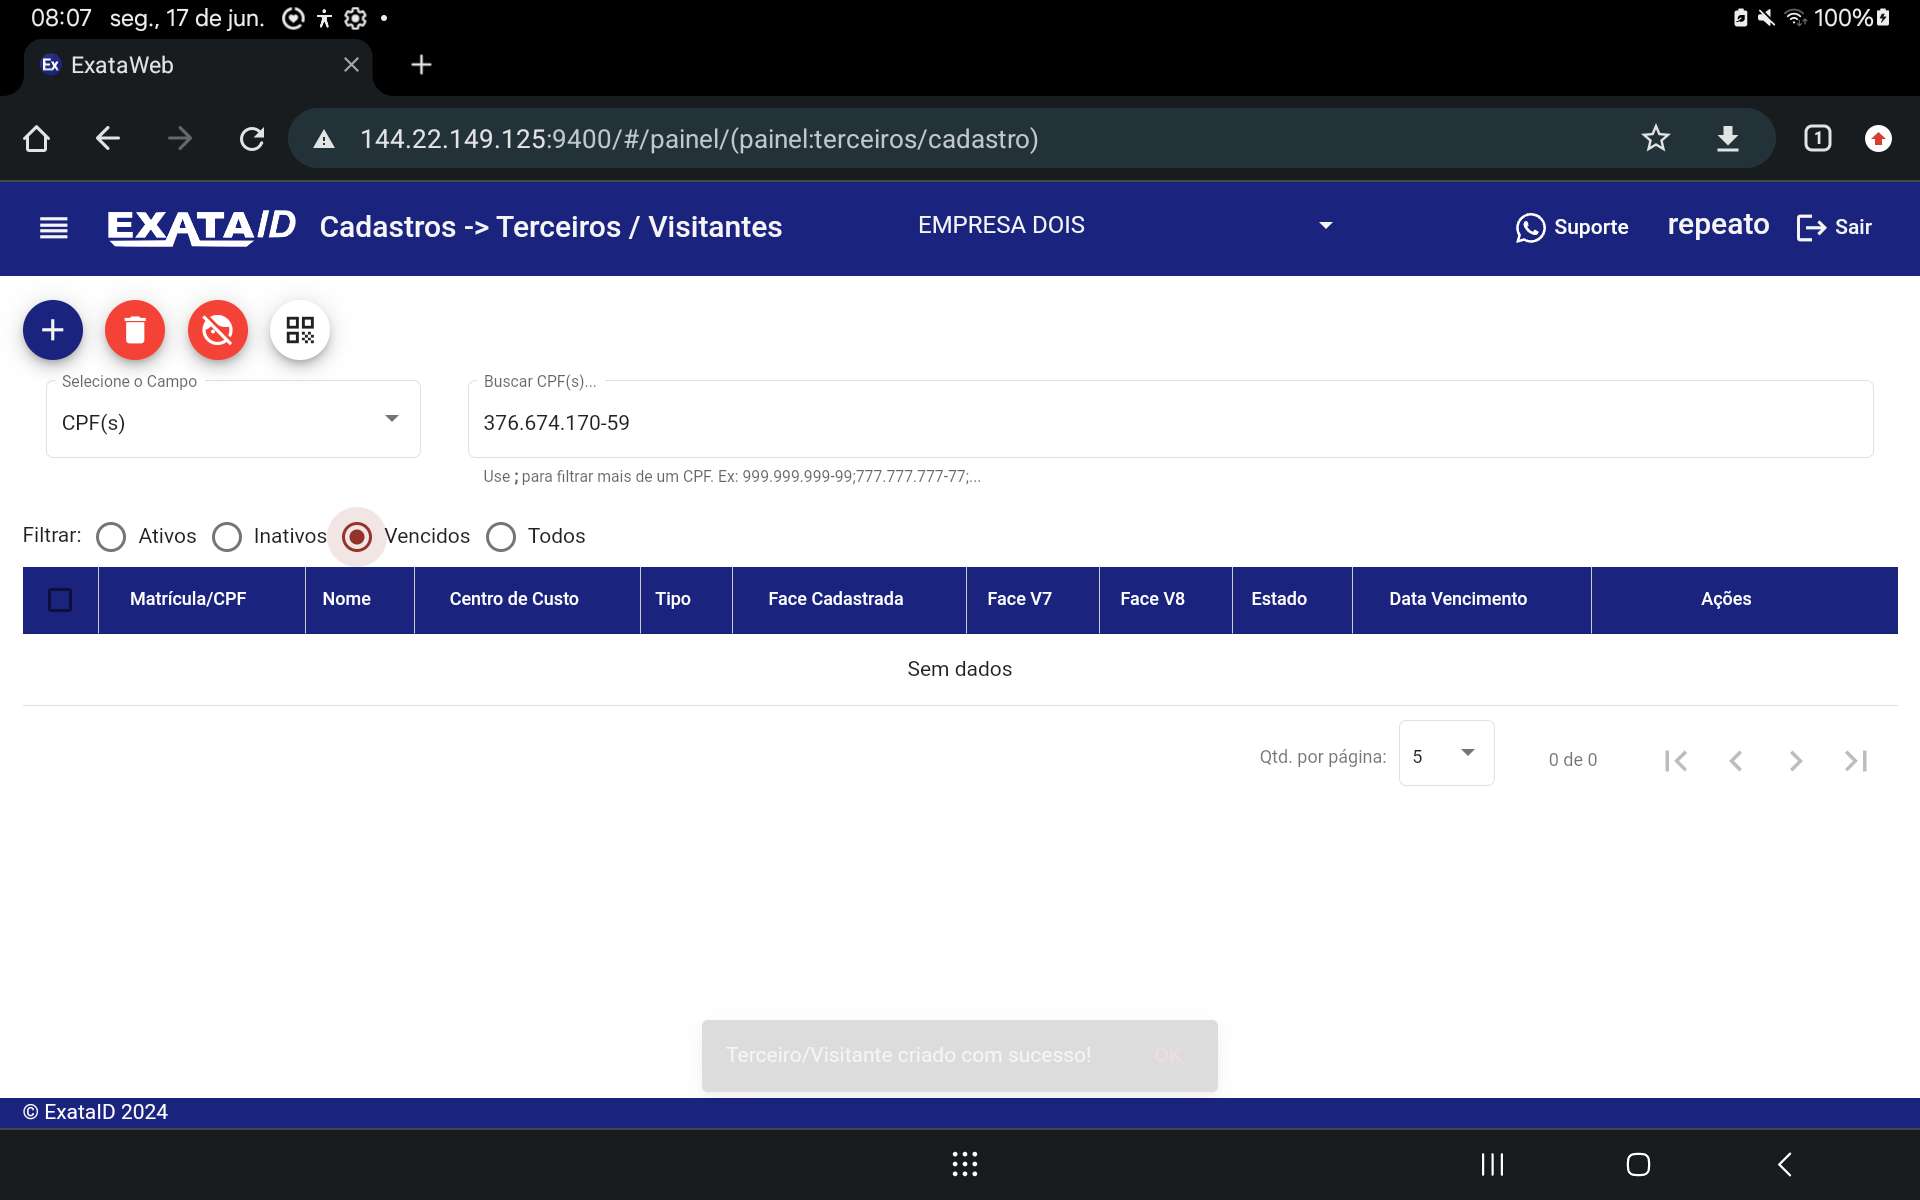 08:07 seg., 17 de jun. 100%
Ex ExataWeb
144.22.149.125:9400/#/painel/(painel:terceiros/cadastro) 1
EXATAID Cadastros -> Terceiros / Visitantes EMPRESA DOIS Suporte repeato Sair
Selecione o Campo Buscar CPF(s)...
CPF(s) 376.674.170-59
Use ; para filtrar mais de um CPF. Ex: 999.999.999-99;777.777.777-77;...
Filtrar: Ativos Inativos Vencidos Todos
Matrícula/CPF Nome Centro de Custo Tipo Face Cadastrada Face V7 Face V8 Estado Data Vencimento Ações
Sem dados
Qtd. por página: 5 0 de 0
Terceiro/Visitante criado com sucesso! OK
© ExataID 2024